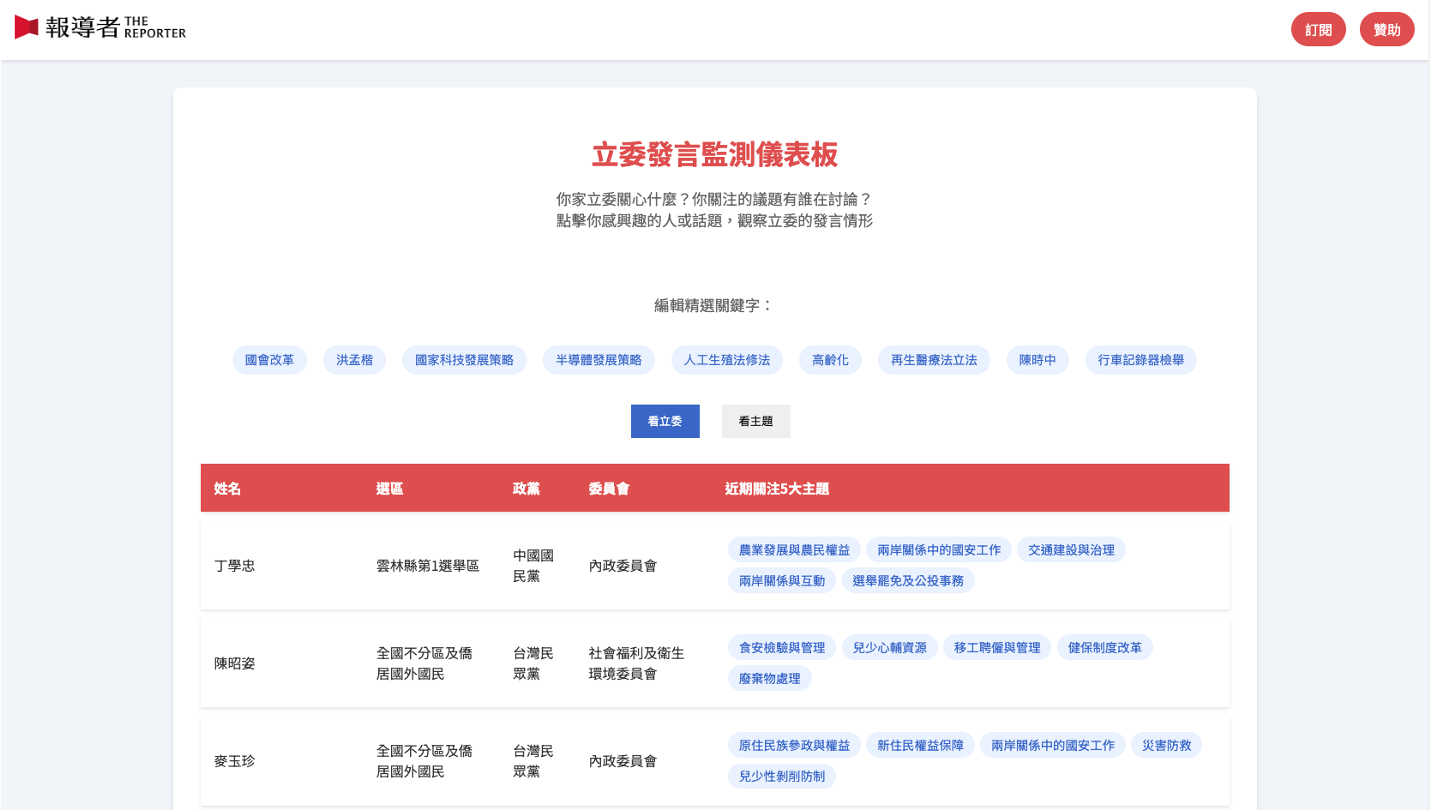 報導者 THE REPORTER
訂閱
贊助
立委發言監測儀表板
你家立委關心什麼？你關注的議題有誰在討論？
點擊你感興趣的人或話題，觀察立委的發言情形
編輯精選關鍵字：
國會改革 洪孟楷 國家科技發展策略 半導體發展策略 人工生殖法修法 高齡化 再生醫療法立法 陳時中 行車記錄器檢舉
看立委 看主題
姓名 選區 政黨 委員會 近期關注5大主題
丁學忠
雲林縣第1選舉區
中國國
民黨
內政委員會
農業發展與農民權益 兩岸關係中的國安工作 交通建設與治理
兩岸關係與互動 選舉罷免及公投事務
陳昭姿
全國不分區及僑
居國外國民
台灣民
眾黨
社會福利及衛生
環境委員會
食安檢驗與管理 兒少心輔資源 移工聘僱與管理 健保制度改革
廢棄物處理
麥玉珍
全國不分區及僑
居國外國民
台灣民
眾黨
內政委員會
原住民族參政與權益 新住民權益保障 兩岸關係中的國安工作 災害防救
兒少性剝削防制